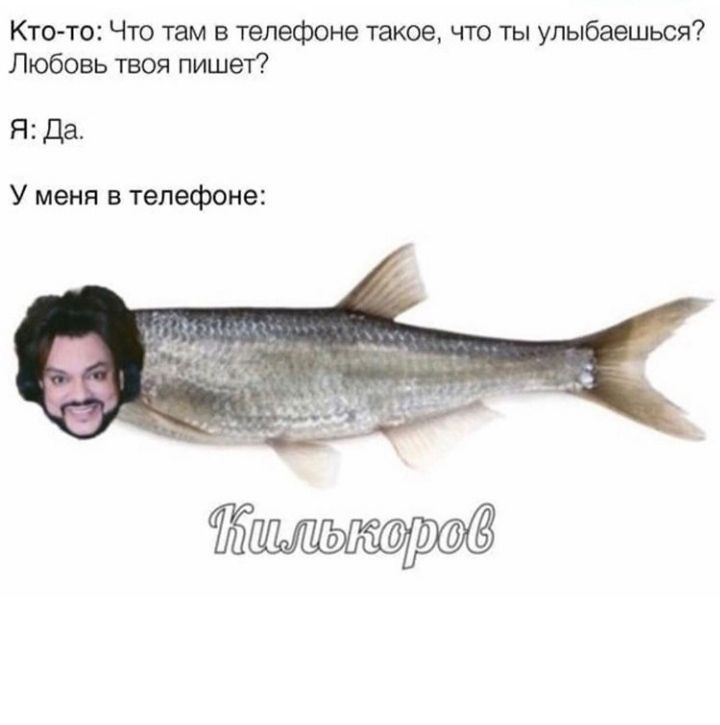 Кто-то: Что там в телефоне такое, что ты улыбаешься?
Любовь твоя пишет?
Я: Да.
У меня в телефоне:
Килькоров